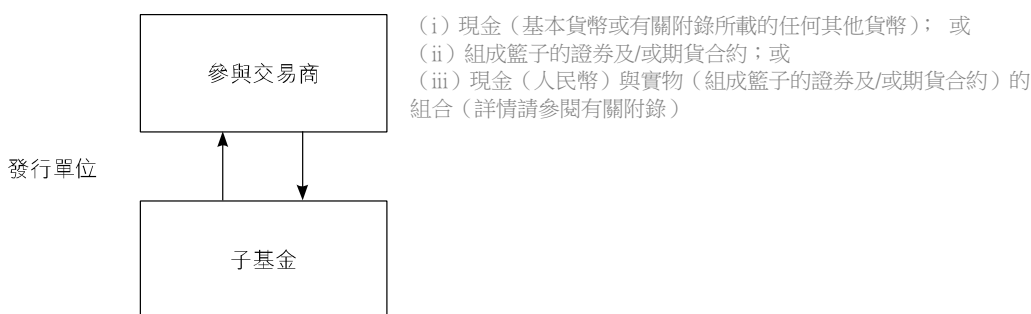 (i)現金(基本貨幣或有關附錄所載的任何其他貨幣); 或
(ii)組成籃子的證券及/或期貨合約;或
(iii)現金(人民幣)與實物(組成籃子的證券及/或期貨合約)的
組合(詳情請參閱有關附錄)
參與交易商
發行單位
子基金